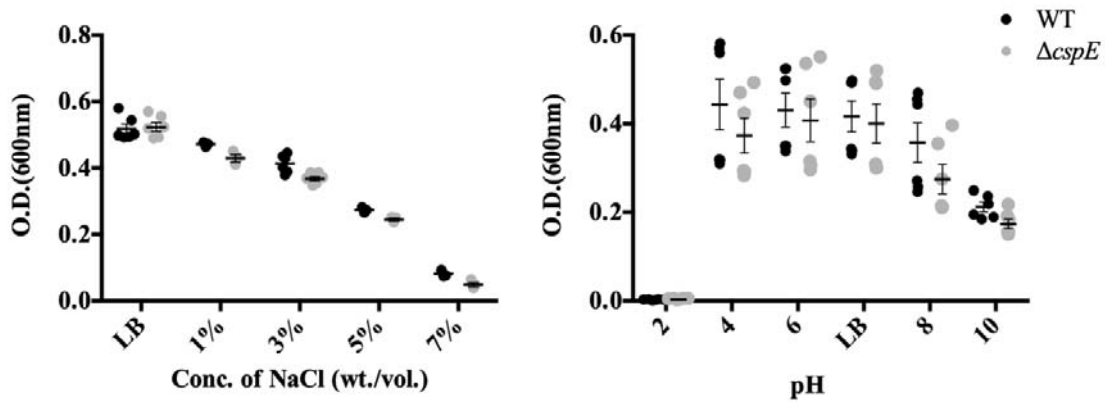 WT
ΔcspE
0.8
0.6
0.4
0.2
0.0
O.D.(600nm)
LB
1%
3%
5%
7%
Conc. of NaCl (wt./vol.)
0.6
0.4
0.2
0.0
O.D.(600nm)
2
4
6
LB
8
10
pH